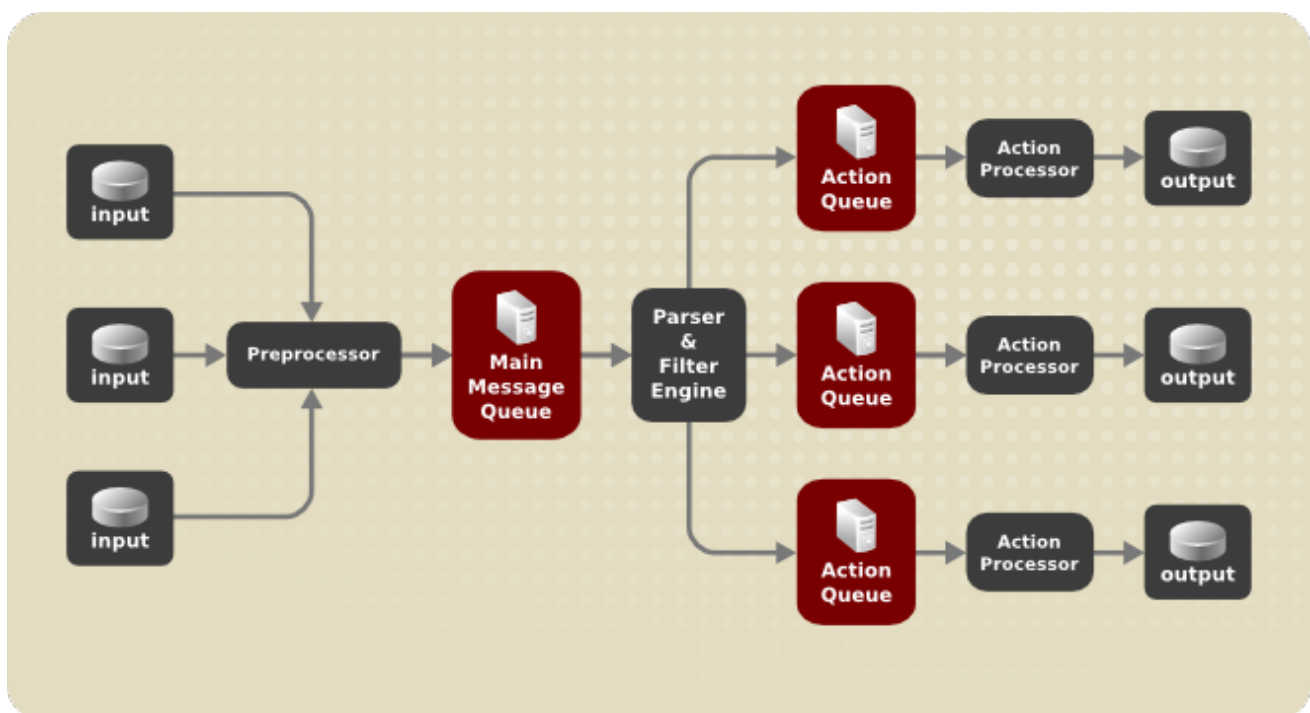 input
input
input
Preprocessor
Main
Message
Queue
Parser
&
Filter
Engine
Action
Queue
Action
Processor
output
Action
Queue
Action
Processor
output
Action
Queue
Action
Processor
output